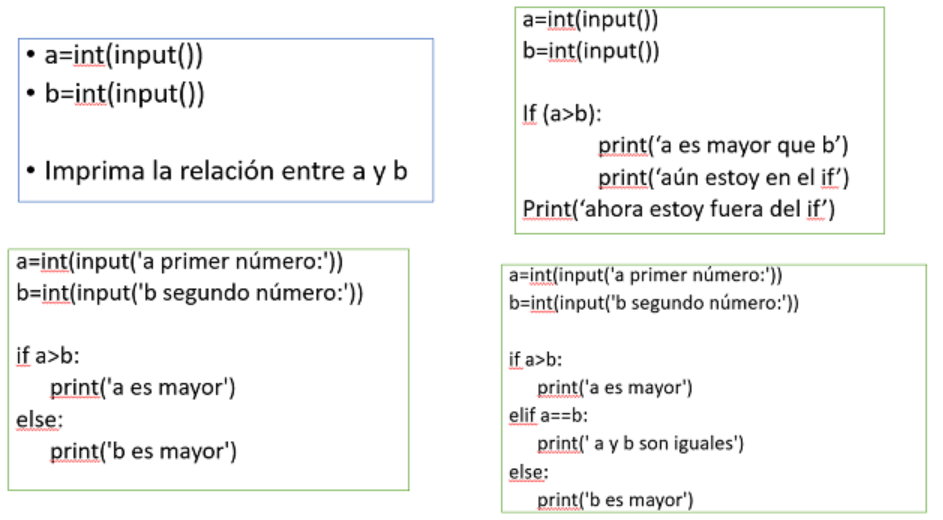 • a=int(input())
• b=int(input())
• Imprima la relación entre a y b
a=int(input())
b=int(input())
If (a>b):
print(‘a es mayor que b’)
print(‘aún estoy en el if’)
Print(‘ahora estoy fuera del if’)
a=int(input('a primer número:'))
b=int(input('b segundo número:'))
if a>b:
print('a es mayor')
else:
print('b es mayor')
a=int(input('a primer número:'))
b=int(input('b segundo número:'))
if a>b:
print('a es mayor')
elif a==b:
print(' a y b son iguales')
else:
print('b es mayor')